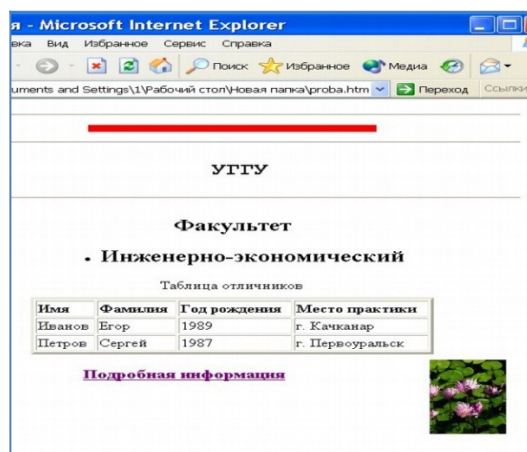 я - Microsoft Internet Explorer
вка Вид Избранное Сервис Справка
Поиск Избранное Медиа
uments and Settings\1\Рабочий стол\Новая папка\proba.htm Переход Ссылки
УГГУ
Факультет
• Инженерно-экономический
Таблица отличников
Имя Фамилия Год рождения Место практики
Иванов Егор 1989 г. Качканар
Петров Сергей 1987 г. Первоуральск
Подробная информация